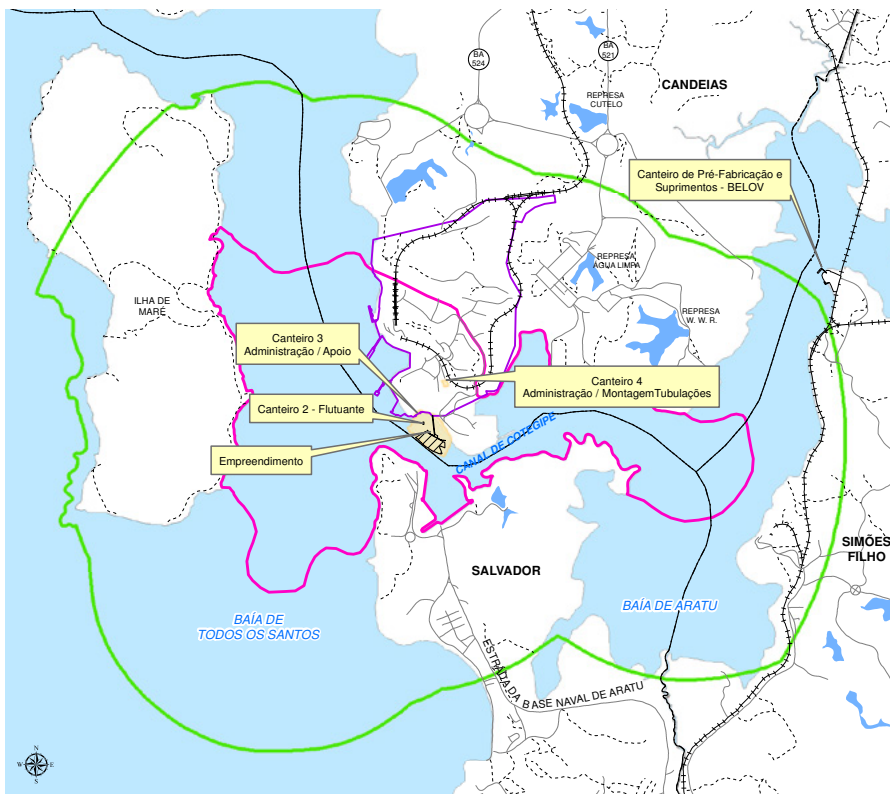 BA
524
BA
521
CANDEIAS
REPRESA
CUTELO
Canteiro de Pré-Fabricação e
Suprimentos - BELOV
REPRESA
ÁGUA LIMPA
ILHA DE
MARÉ
REPRESA
W. W. R.
Canteiro 3
Administração / Apoio
Canteiro 4
Administração / MontagemTubulações
Canteiro 2 - Flutuante
CANAL DE COTEGIPE
Empreendimento
SIMÕES
FILHO
SALVADOR
BAÍA DE
TODOS OS SANTOS
BAÍA DE ARATU
ESTRADA DA BASE NAVAL DE ARATU
N
W
E
S